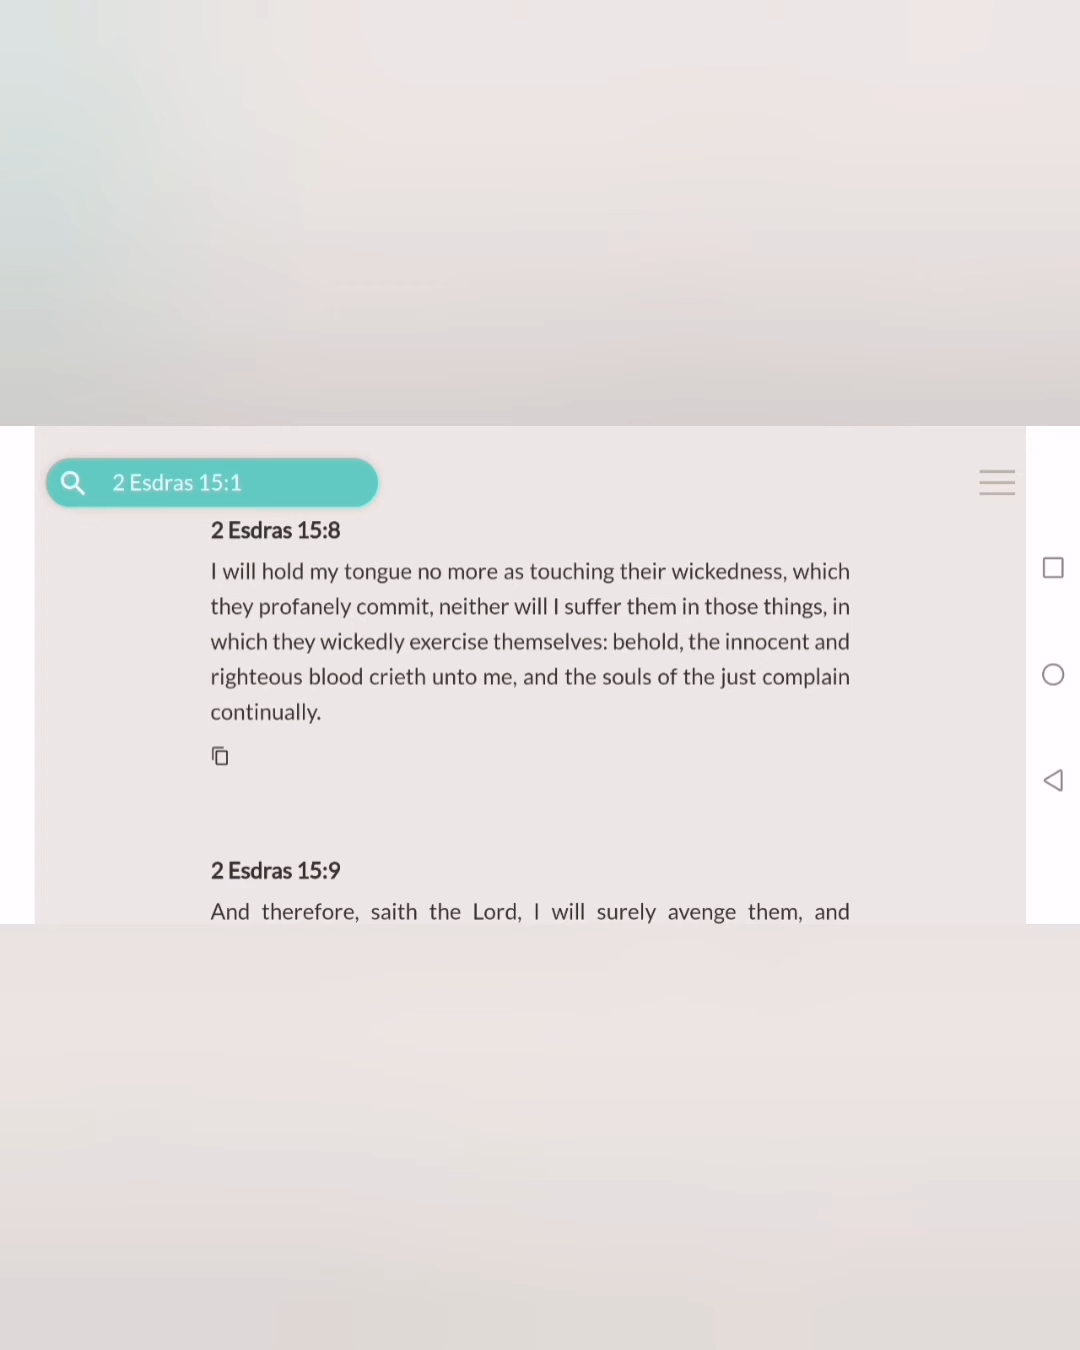 2 Esdras 15:1
2 Esdras 15:8
I will hold my tongue no more as touching their wickedness, which
they profanely commit, neither will I suffer them in those things, in
which they wickedly exercise themselves: behold, the innocent and
righteous blood crieth unto me, and the souls of the just complain
continually.
2 Esdras 15:9
And therefore, saith the Lord, I will surely avenge them, and